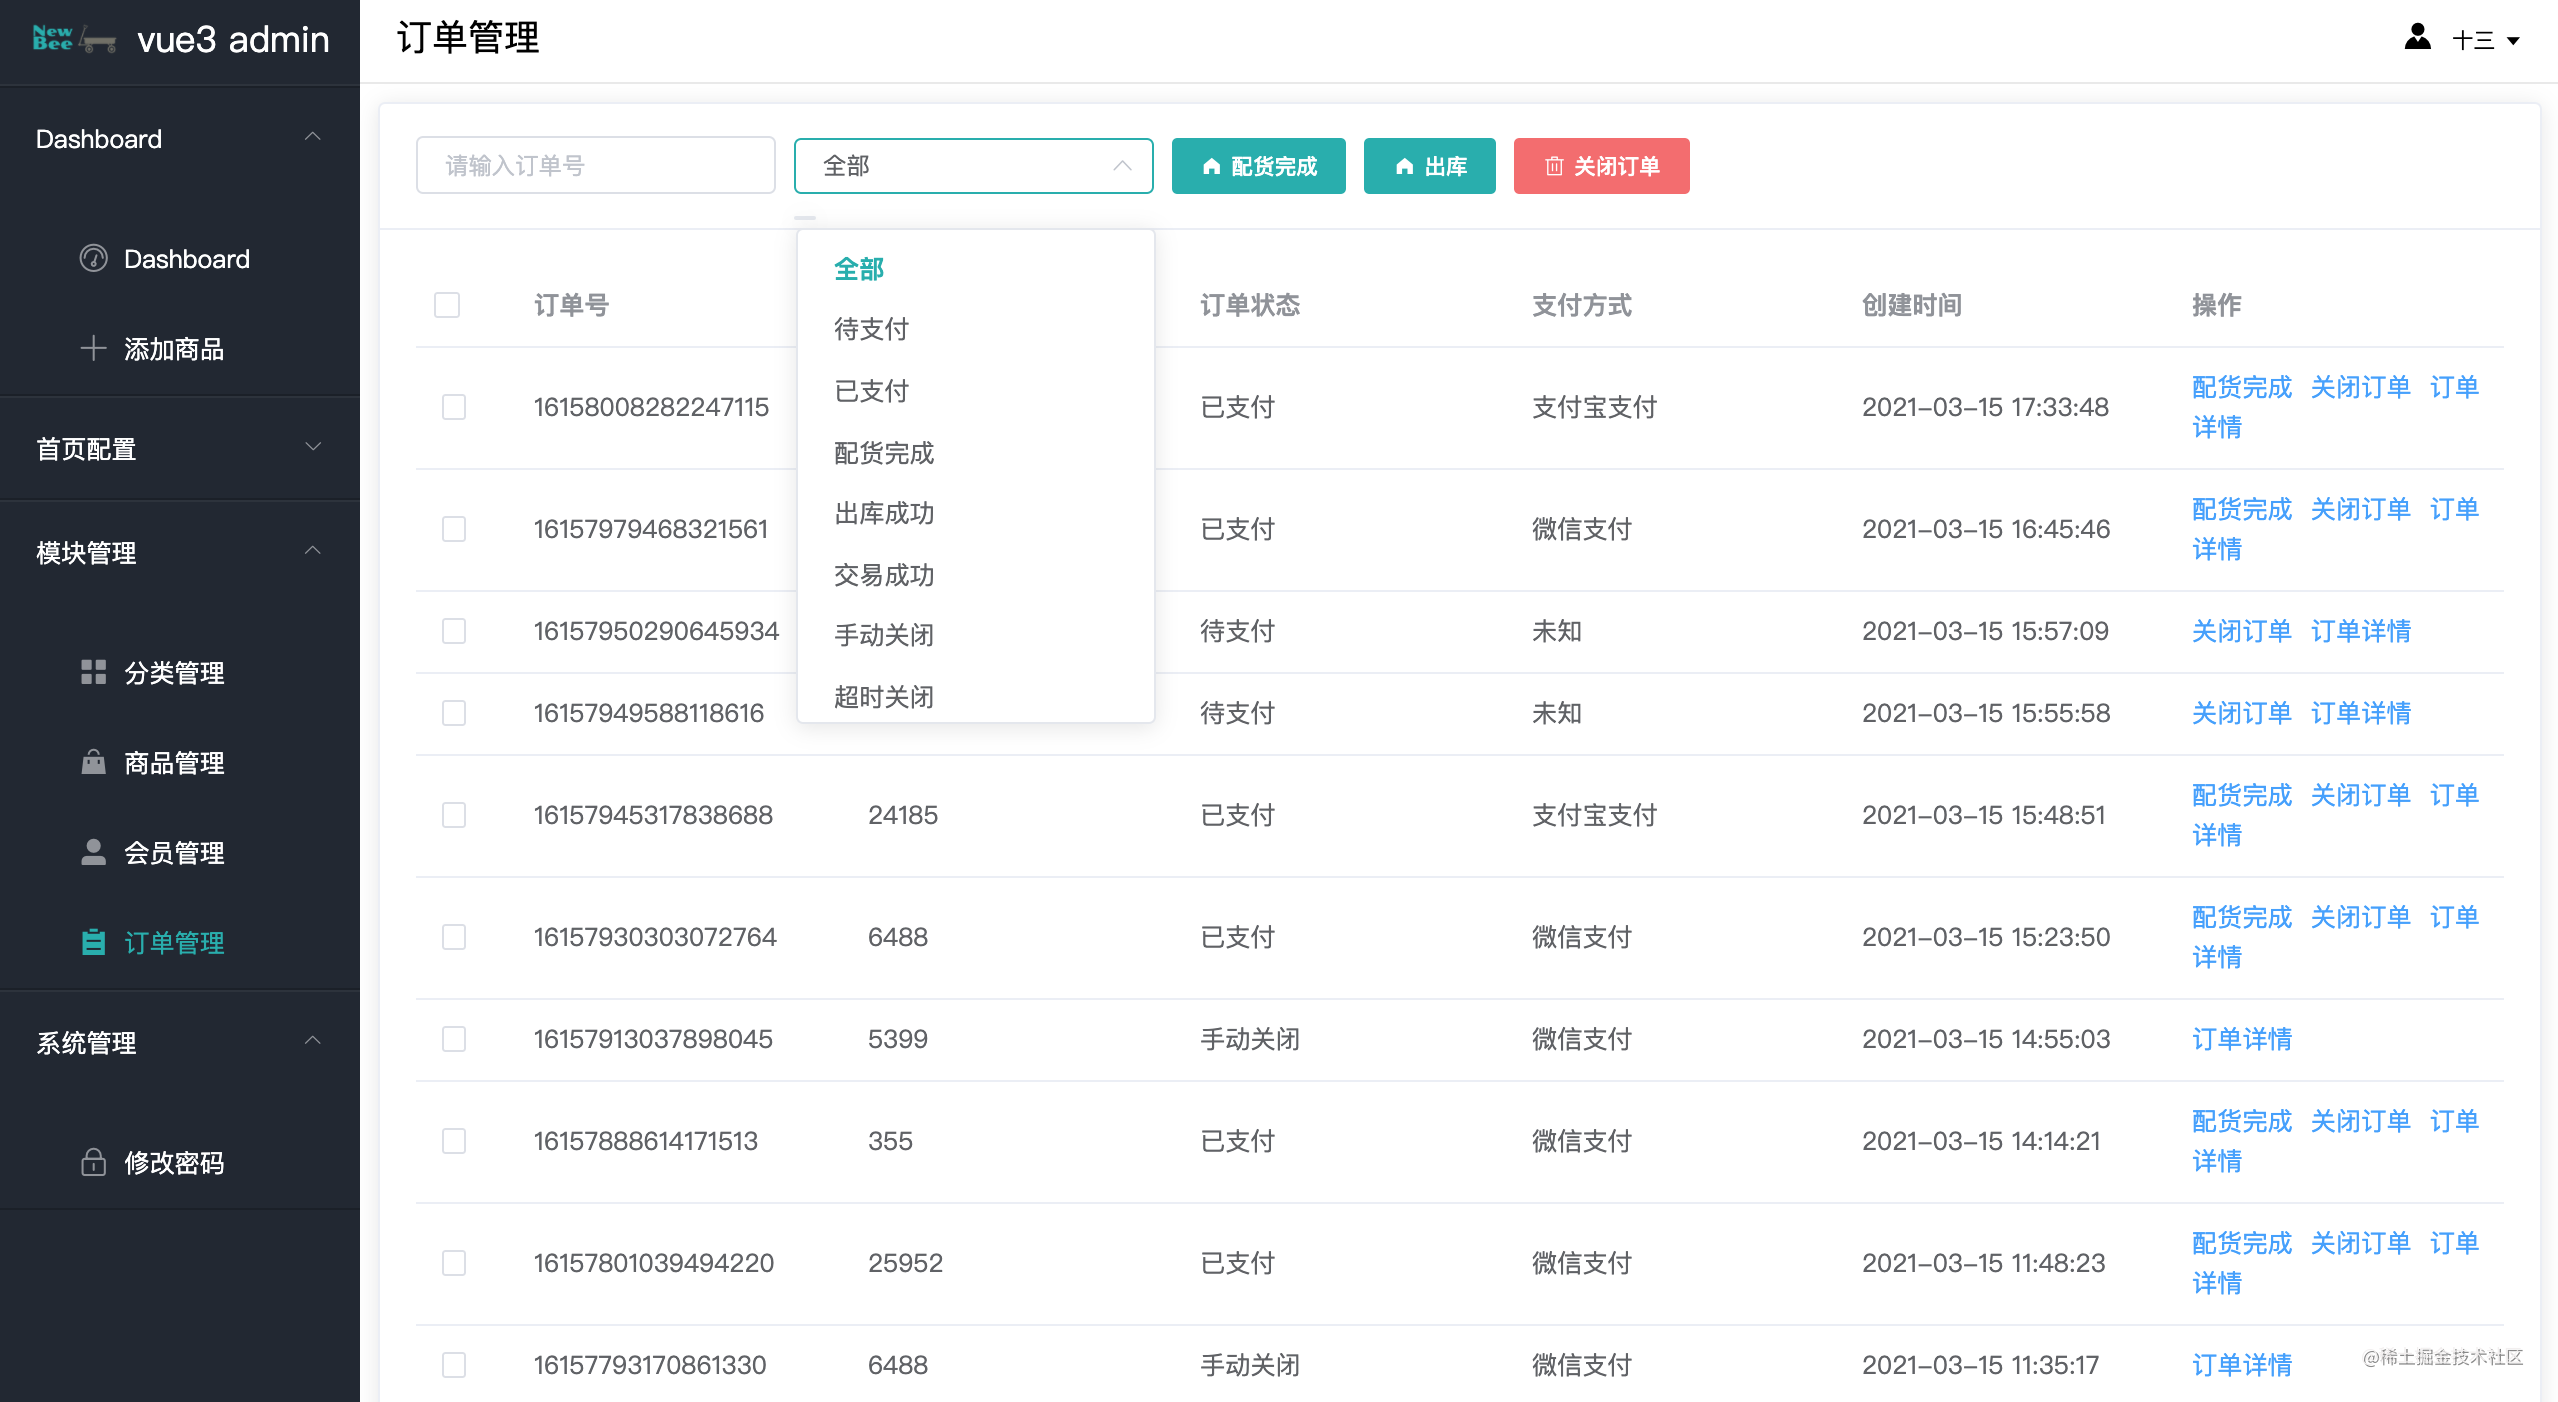 New
Bee
vue3 admin
Dashboard
Dashboard
添加商品
首页配置
模块管理
分类管理
商品管理
会员管理
订单管理
系统管理
修改密码
订单管理
十三
请输入订单号
全部
配货完成
出库
关闭订单
全部
待支付
已支付
配货完成
出库成功
交易成功
手动关闭
超时关闭
订单号 订单状态 支付方式 创建时间 操作
16158008282247115 已支付 支付宝支付 2021-03-15 17:33:48 配货完成 关闭订单 订单
详情
16157979468321561 已支付 微信支付 2021-03-15 16:45:46 配货完成 关闭订单 订单
详情
16157950290645934 待支付 未知 2021-03-15 15:57:09 关闭订单 订单详情
16157949588118616 待支付 未知 2021-03-15 15:55:58 关闭订单 订单详情
16157945317838688 24185 已支付 支付宝支付 2021-03-15 15:48:51 配货完成 关闭订单 订单
详情
16157930303072764 6488 已支付 微信支付 2021-03-15 15:23:50 配货完成 关闭订单 订单
详情
16157913037898045 5399 手动关闭 微信支付 2021-03-15 14:55:03 订单详情
16157888614171513 355 已支付 微信支付 2021-03-15 14:14:21 配货完成 关闭订单 订单
详情
16157801039494220 25952 已支付 微信支付 2021-03-15 11:48:23 配货完成 关闭订单 订单
详情
16157793170861330 6488 手动关闭 微信支付 2021-03-15 11:35:17 订单详情
@稀土掘金技术社区